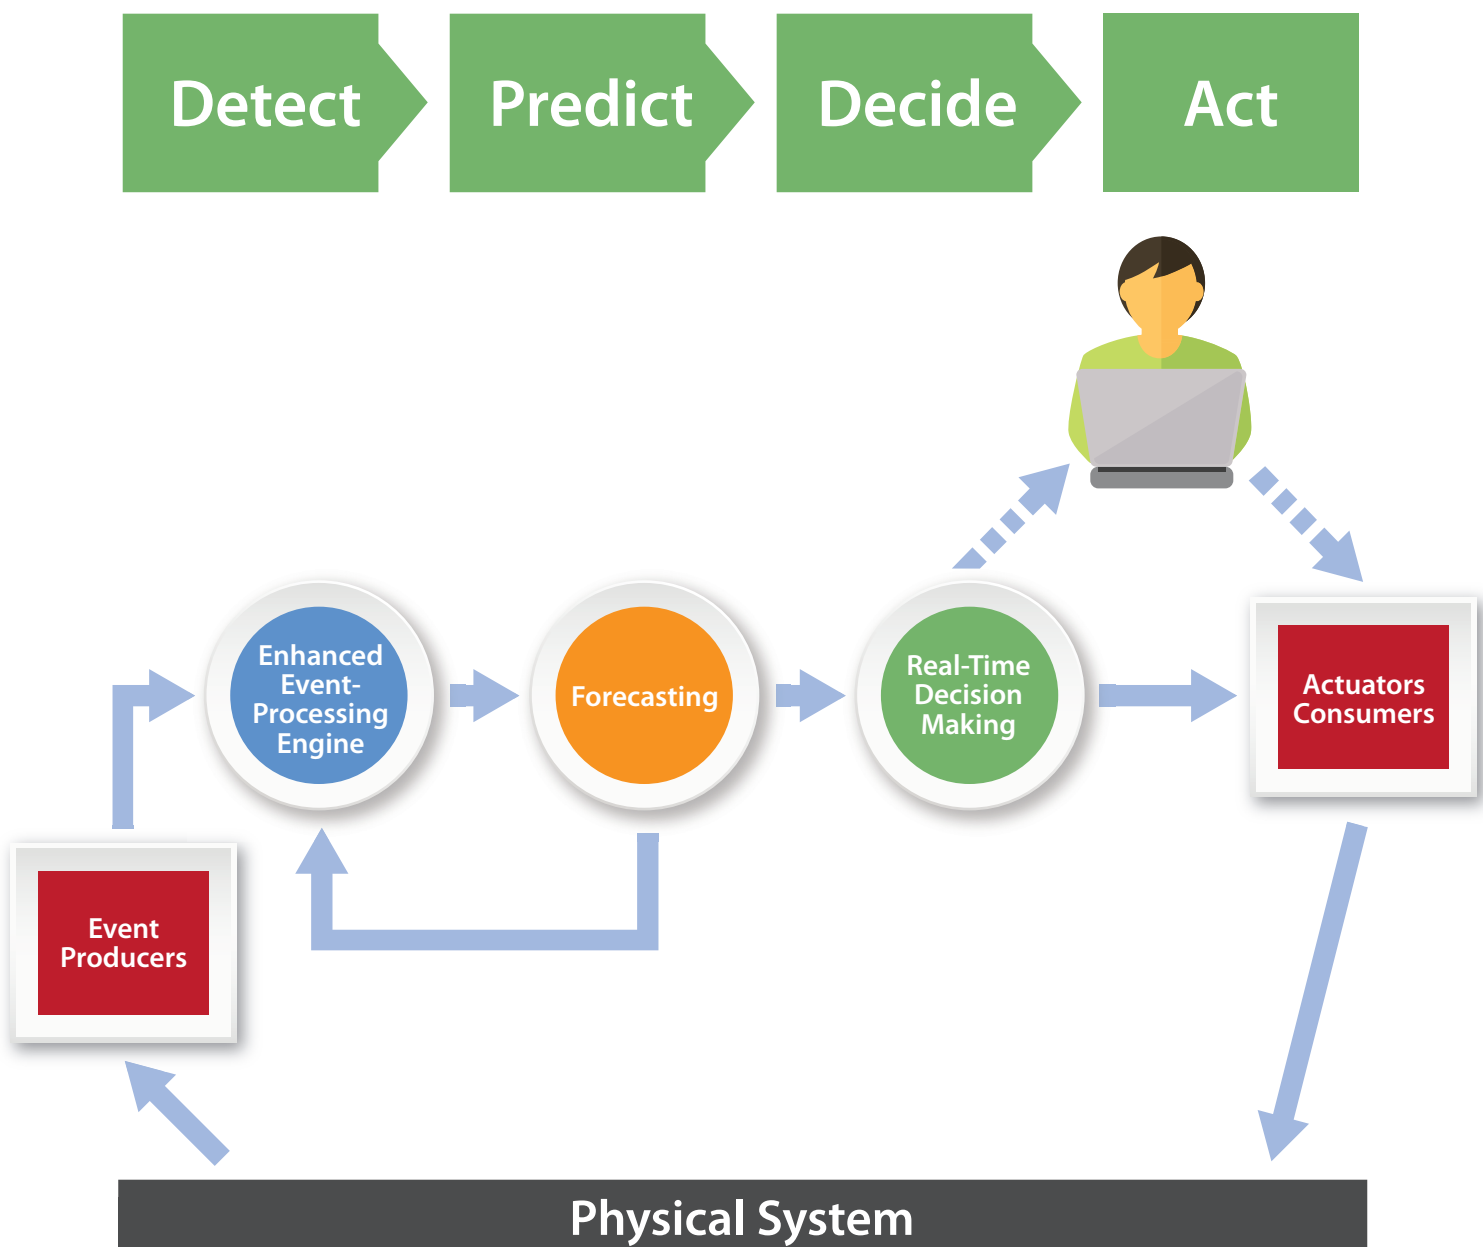 Detect
Predict
Decide
Act
Enhanced
Event-
Processing
Engine
Forecasting
Real-Time
Decision
Making
Actuators
Consumers
Event
Producers
Physical System